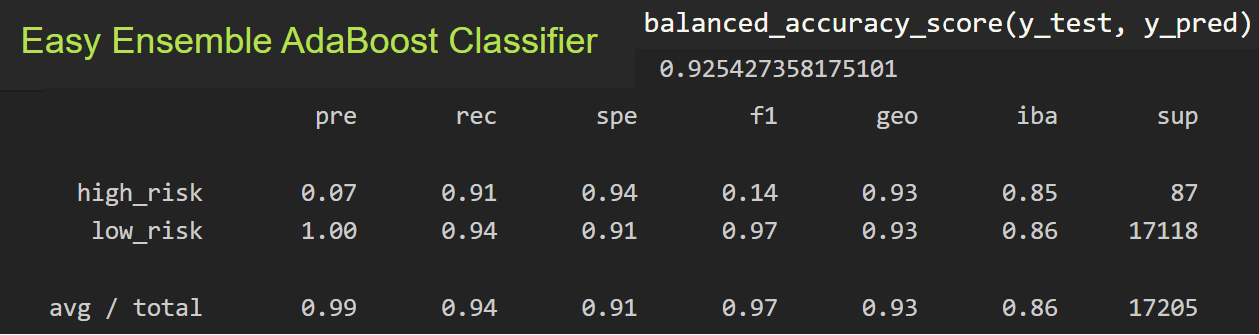 Easy Ensemble AdaBoost Classifier
balanced_accuracy_score(y_test, y_pred)
0.925427358175101
pre rec spe f1 geo iba sup
high_risk 0.07 0.91 0.94 0.14 0.93 0.85 87
low_risk 1.00 0.94 0.91 0.97 0.93 0.86 17118
avg / total 0.99 0.94 0.91 0.97 0.93 0.86 17205